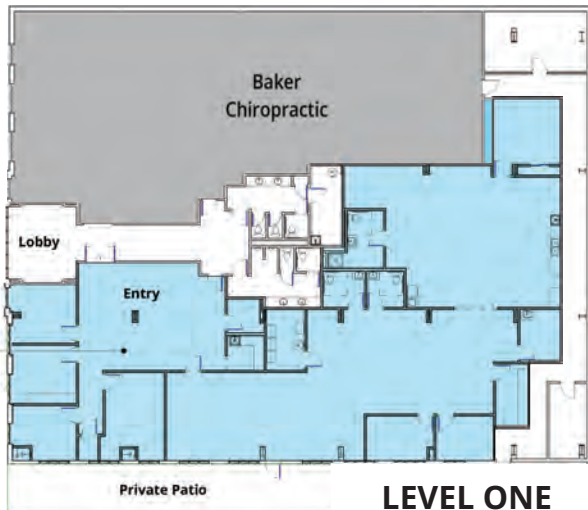 Baker
Chiropractic
Lobby
Entry
Private Patio
LEVEL ONE